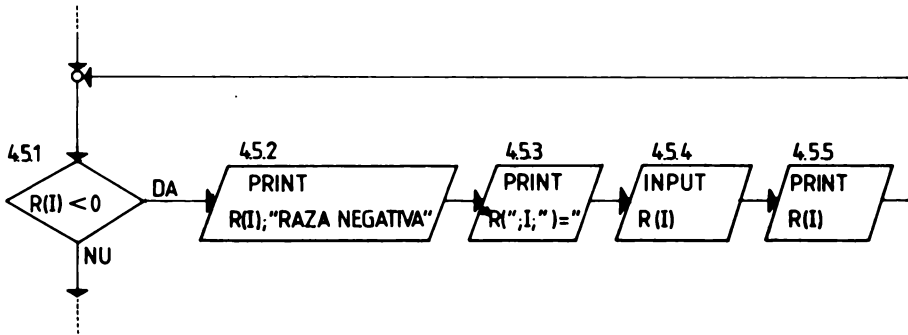 4.5.1
R(I) < 0
DA
NU
4.5.2
PRINT
R(I);"RAZA NEGATIVA"
4.5.3
PRINT
"R(";I;")="
4.5.4
INPUT
R(I)
4.5.5
PRINT
R(I)